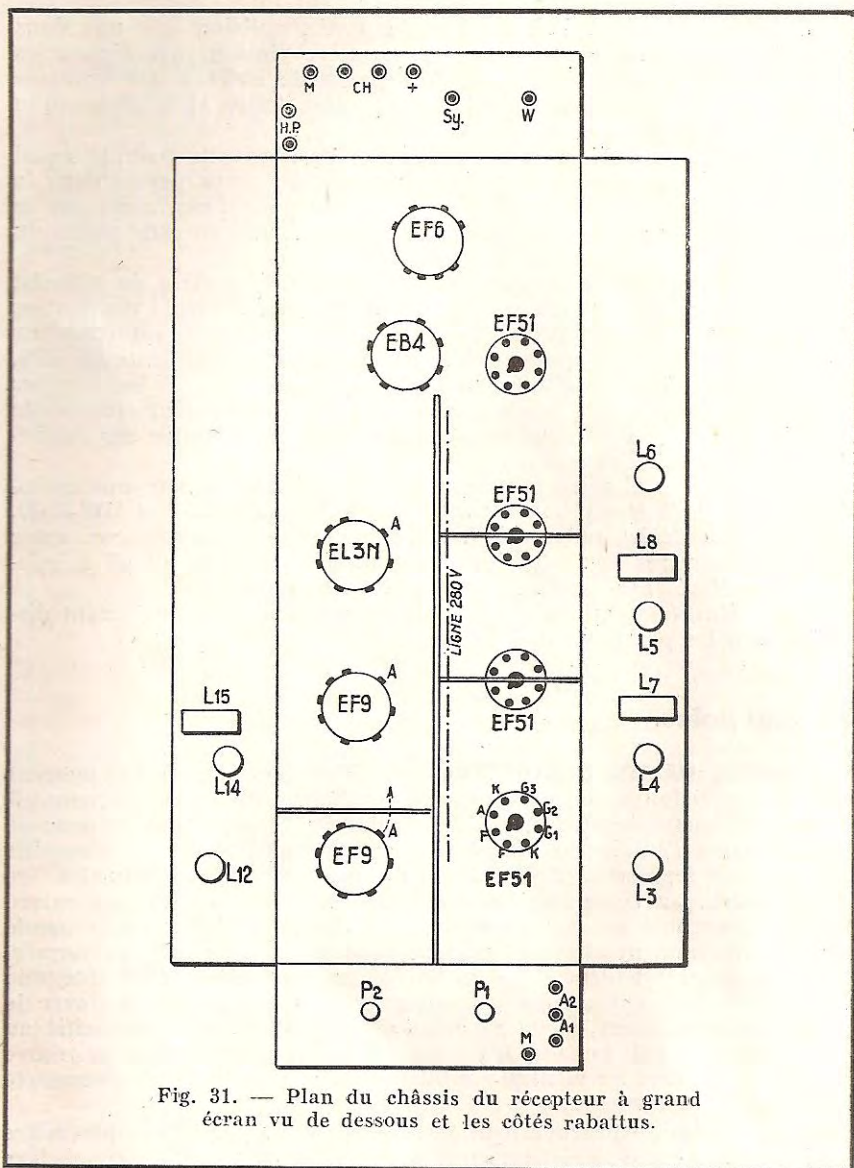 M CH +
H.P.
Sy. W
EF6
EB4
EF51
L6
EF51
EL3N A
L8
LIGNE 280V
L5
L15
EF9 A
EF51
L7
L14
L4
A
K G3
A G2
F G1
F K
EF9 A
EF51
L12
L3
P2 P1
A2
A1
M
Fig. 31. — Plan du châssis du récepteur à grand
écran vu de dessous et les côtés rabattus.